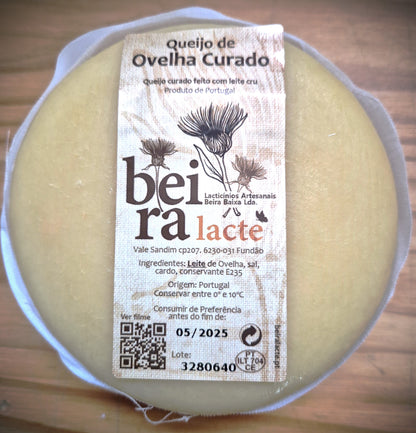 Queijo de
Ovelha Curado
Queijo curado feito com leite cru
Produto de Portugal
bei
ra lacte
Lacticínios Artesanais
Beira Baixa Lda.
Vale Sandim cp207. 6230-031 Fundão
Ingredientes: Leite de Ovelha, sal,
cardo, conservante E235
Origem: Portugal
Conservar entre 0º e 10ºC
Consumir de Preferência
antes do fim de:
Ver filme
05/2025
Lote:
3280640
PT
ILT 704
CE